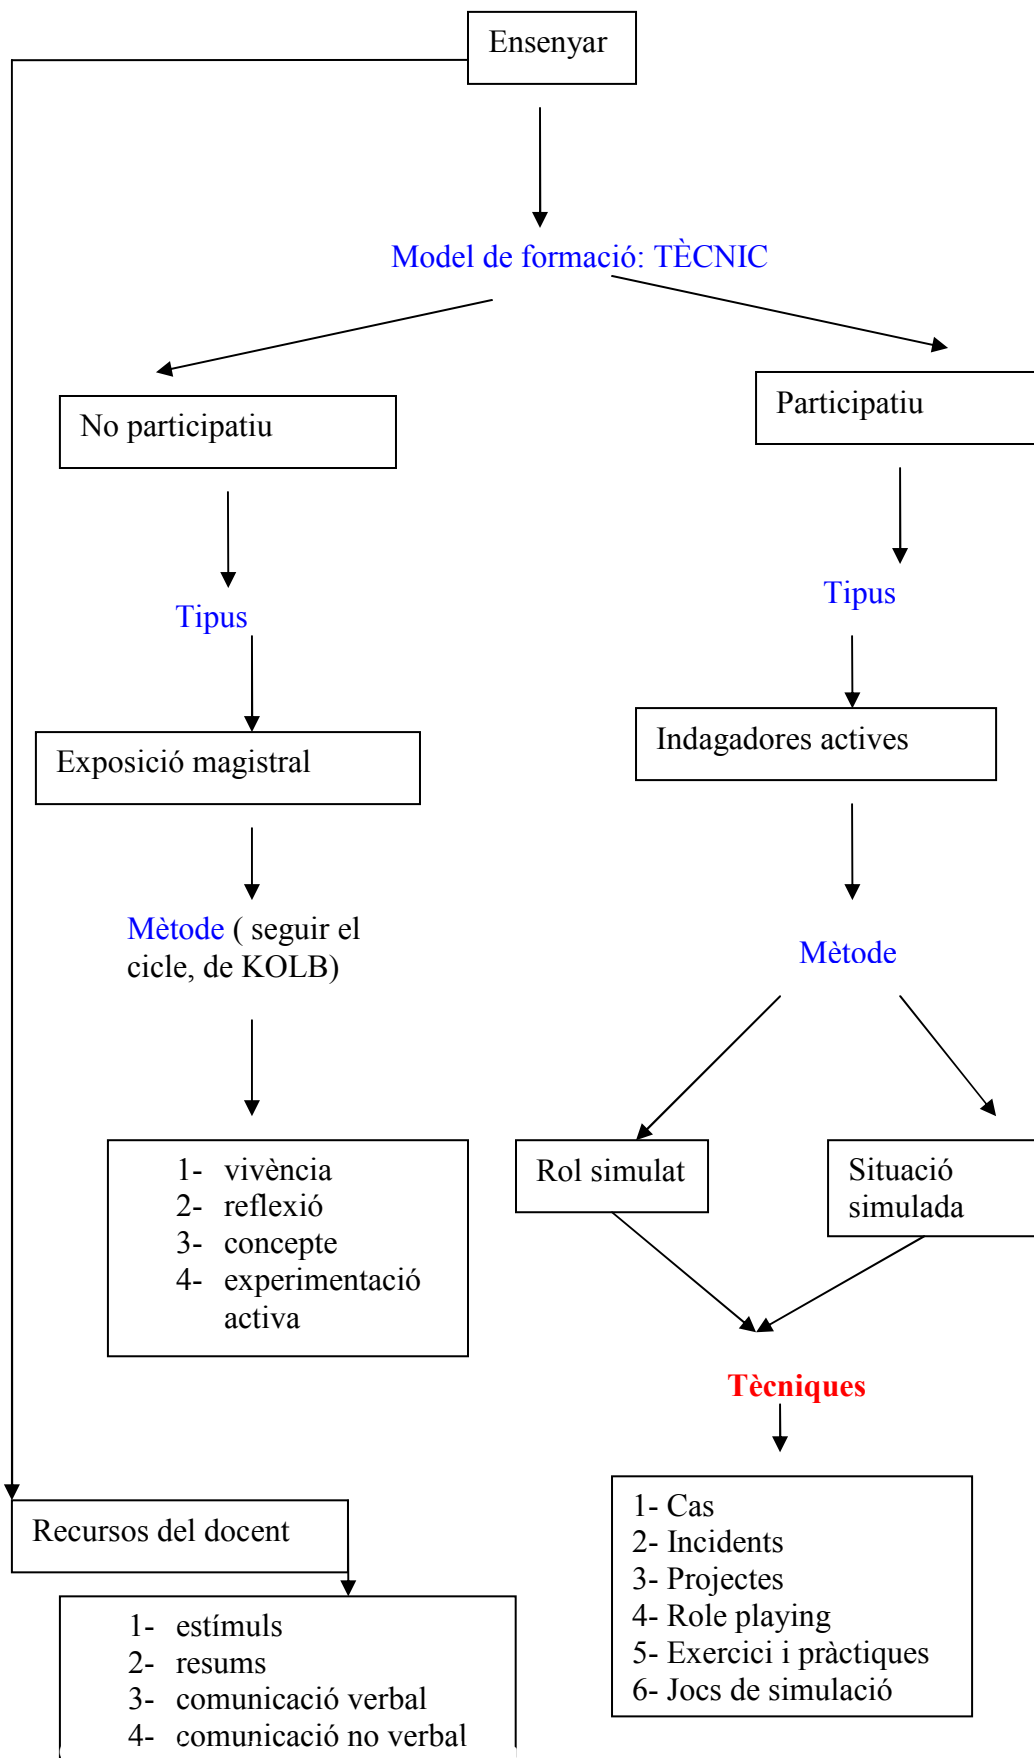 Ensenyar
Model de formació: TÈCNIC
No participatiu
Participatiu
Tipus
Tipus
Exposició magistral
Indagadores actives
Mètode ( seguir el
cicle, de KOLB)
Mètode
1- vivència
2- reflexió
3- concepte
4- experimentació
activa
Rol simulat
Situació
simulada
Tècniques
1- Cas
2- Incidents
3- Projectes
4- Role playing
5- Exercici i pràctiques
6- Jocs de simulació
Recursos del docent
1- estímuls
2- resums
3- comunicació verbal
4- comunicació no verbal